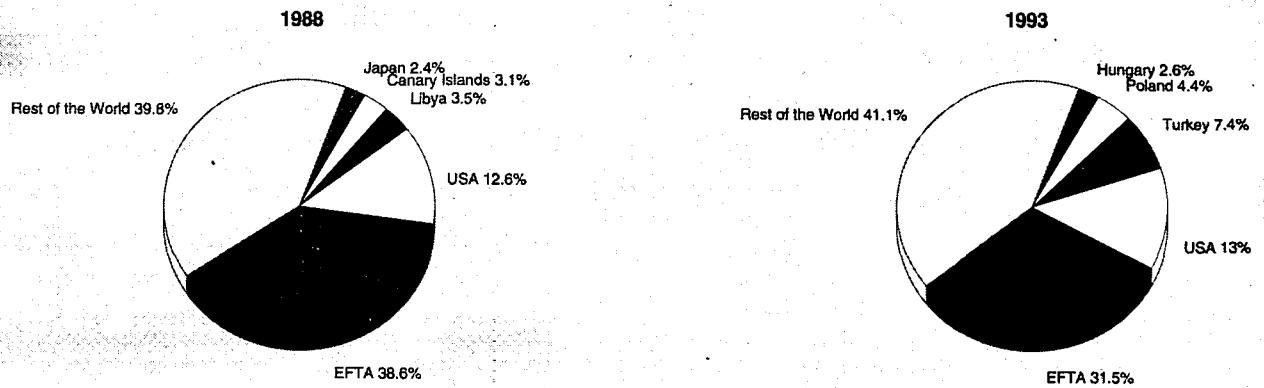 1988
Japan 2.4%
Canary Islands 3.1%
Libya 3.5%
Rest of the World 39.8%
USA 12.6%
EFTA 38.6%
1993
Hungary 2.6%
Poland 4.4%
Rest of the World 41.1%
Turkey 7.4%
USA 13%
EFTA 31.5%